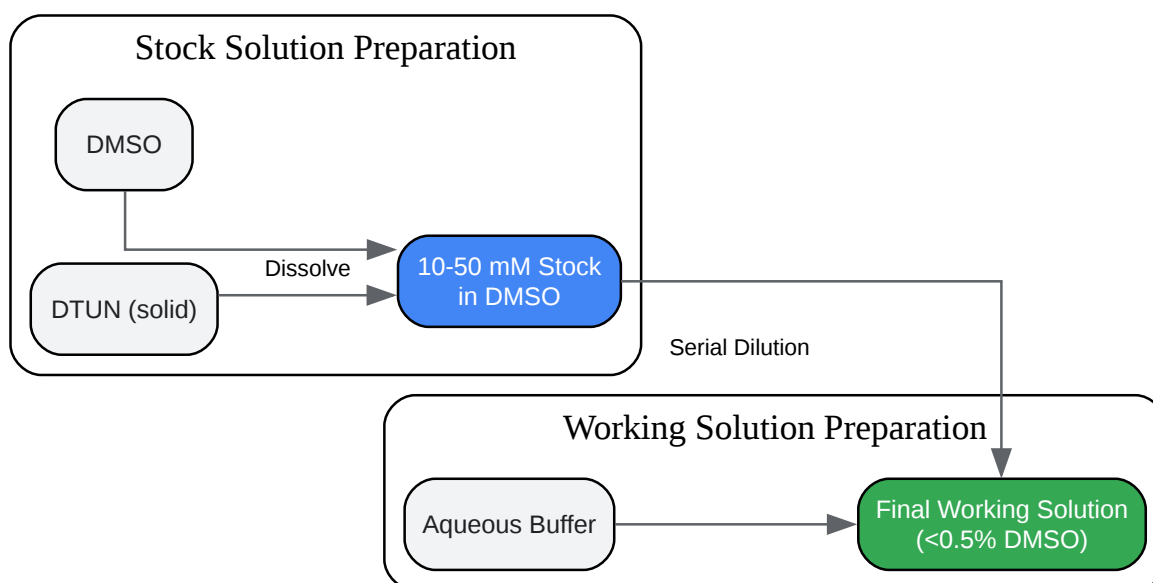 Stock Solution Preparation
DMSO
Dissolve
DTUN (solid)
10-50 mM Stock
in DMSO
Serial Dilution
Working Solution Preparation
Aqueous Buffer
Final Working Solution
(<0.5% DMSO)